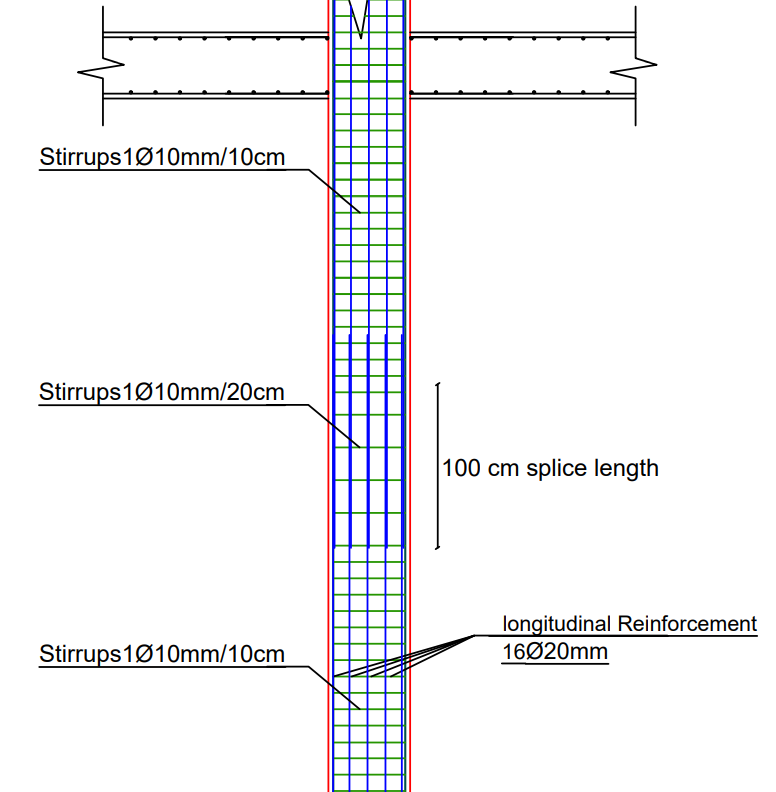 Stirrups1Ø10mm/10cm
Stirrups1Ø10mm/20cm
100 cm splice length
longitudinal Reinforcement
16Ø20mm
Stirrups1Ø10mm/10cm